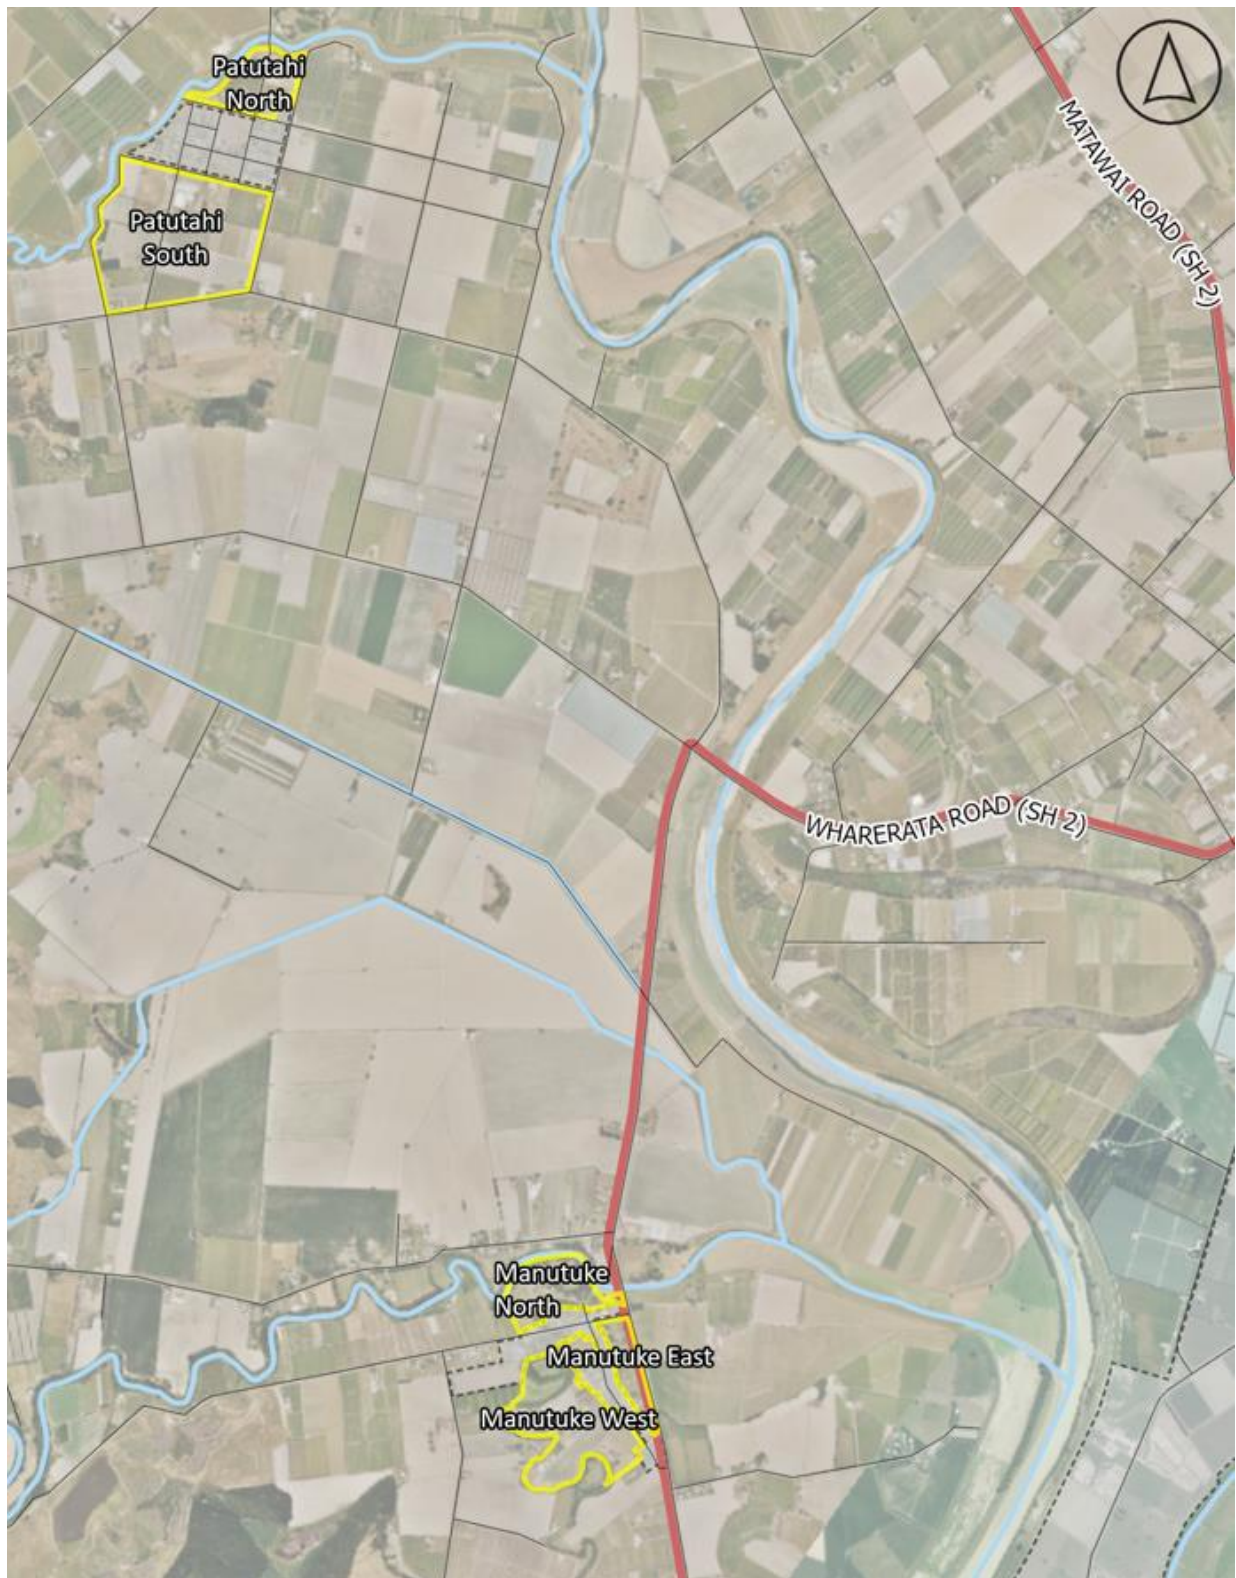 Patutahi
North
MATAWAI ROAD (SH 2)
Patutahi
South
WHARERATA ROAD (SH 2)
Manutuke
North
Manutuke East
Manutuke West